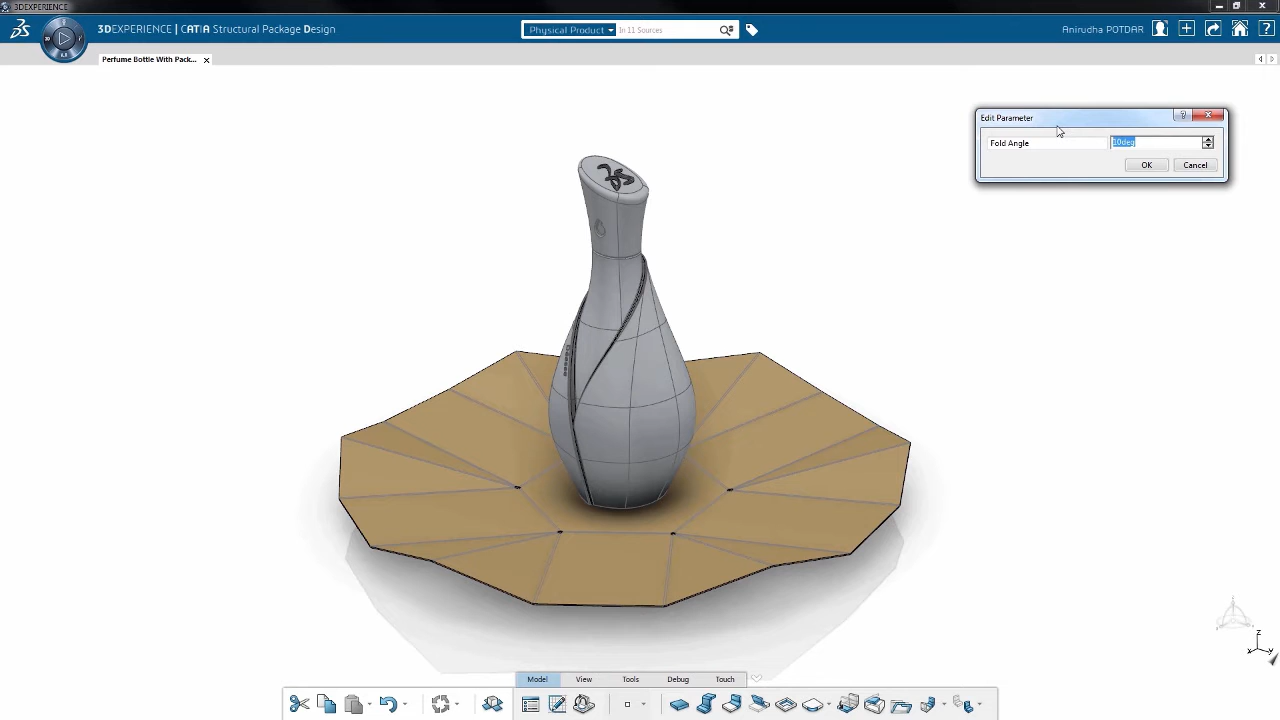 3DEXPERIENCE
3DEXPERIENCE | CATIA Structural Package Design
Physical Product
In 11 Sources
Anirudha POTDAR
Perfume Bottle With Pack...
Edit Parameter
Fold Angle
10deg
OK
Cancel
Model
View
Tools
Debug
Touch